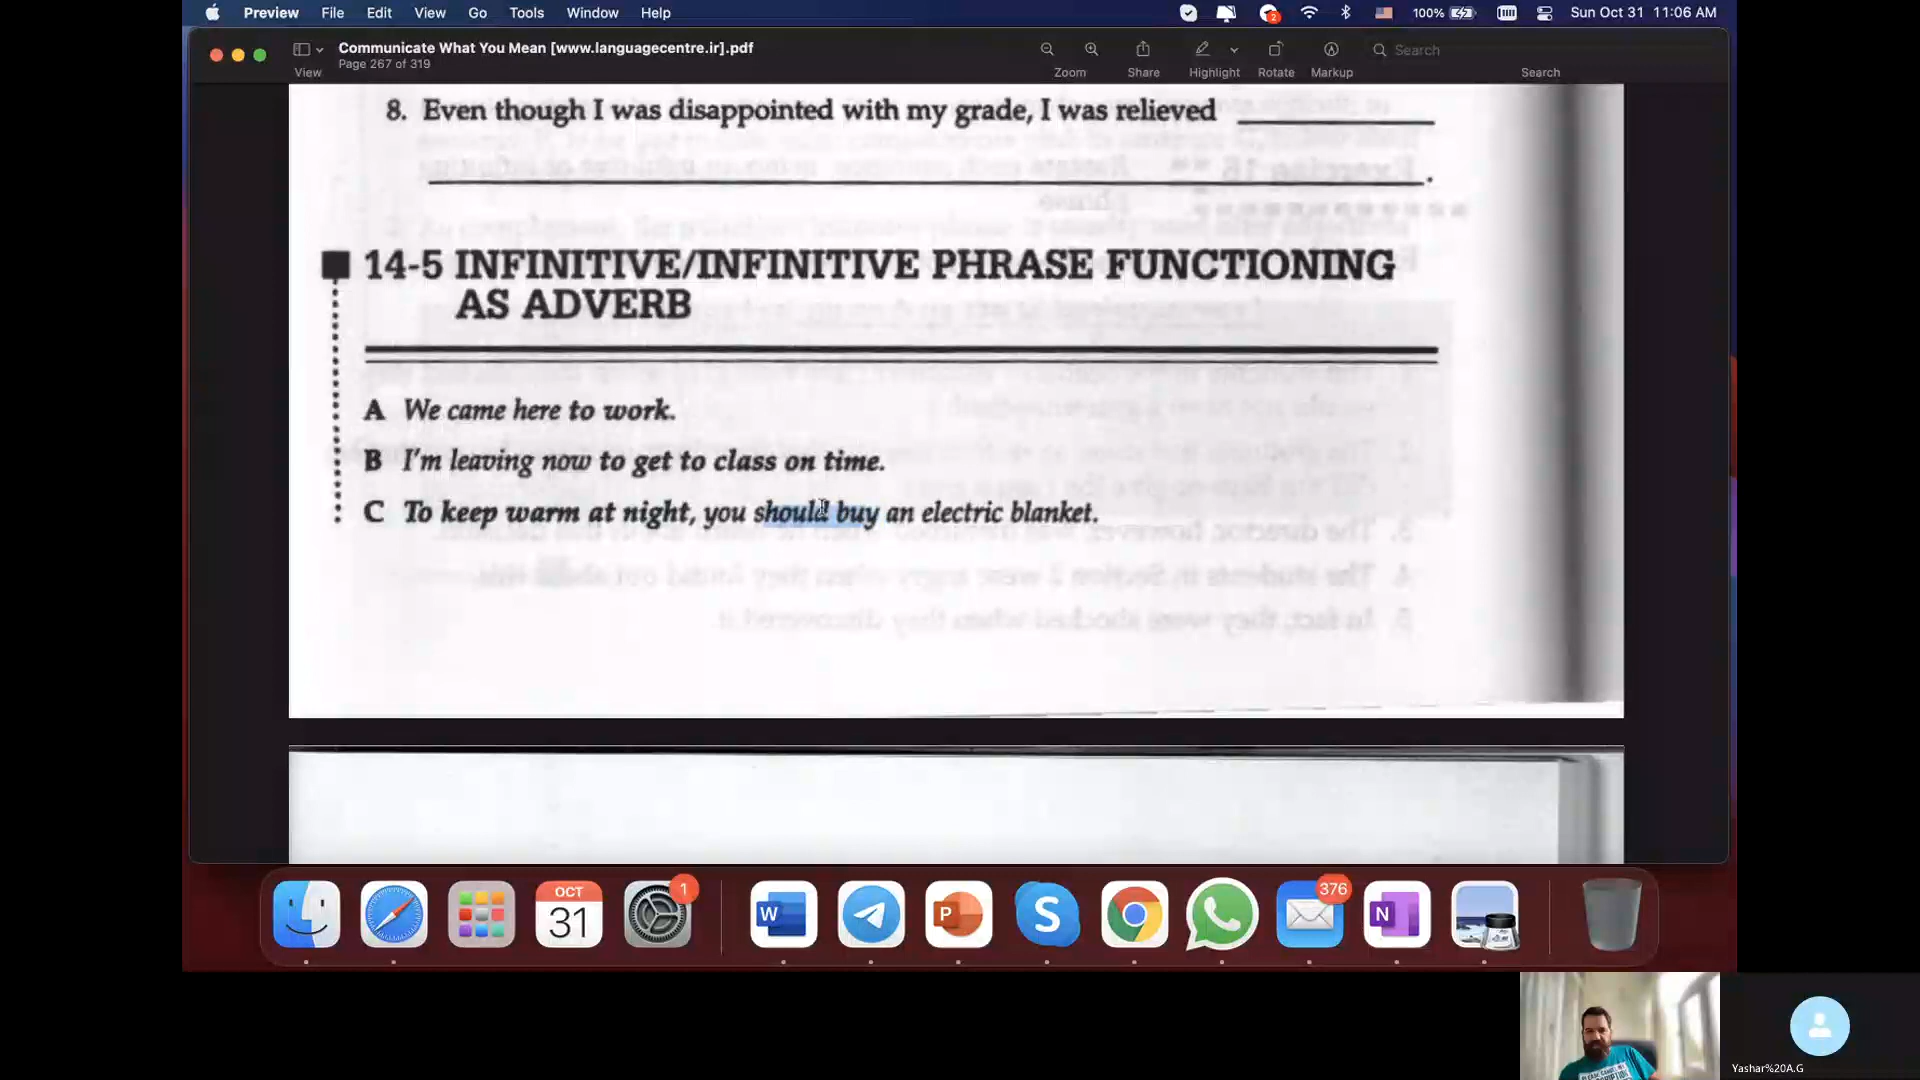 Preview File Edit View Go Tools Window Help
2
100%
Sun Oct 31 11:06 AM
Communicate What You Mean [www.languagecentre.ir].pdf
Page 267 of 319
View
Zoom
Share
Highlight
Rotate
Markup
Search
Search
8. Even though I was disappointed with my grade, I was relieved
.
14-5 INFINITIVE/INFINITIVE PHRASE FUNCTIONING
AS ADVERB
A We came here to work.
B I'm leaving now to get to class on time.
C To keep warm at night, you should buy an electric blanket.
OCT
31
1
W
P
S
376
N
Yashar%20A.G